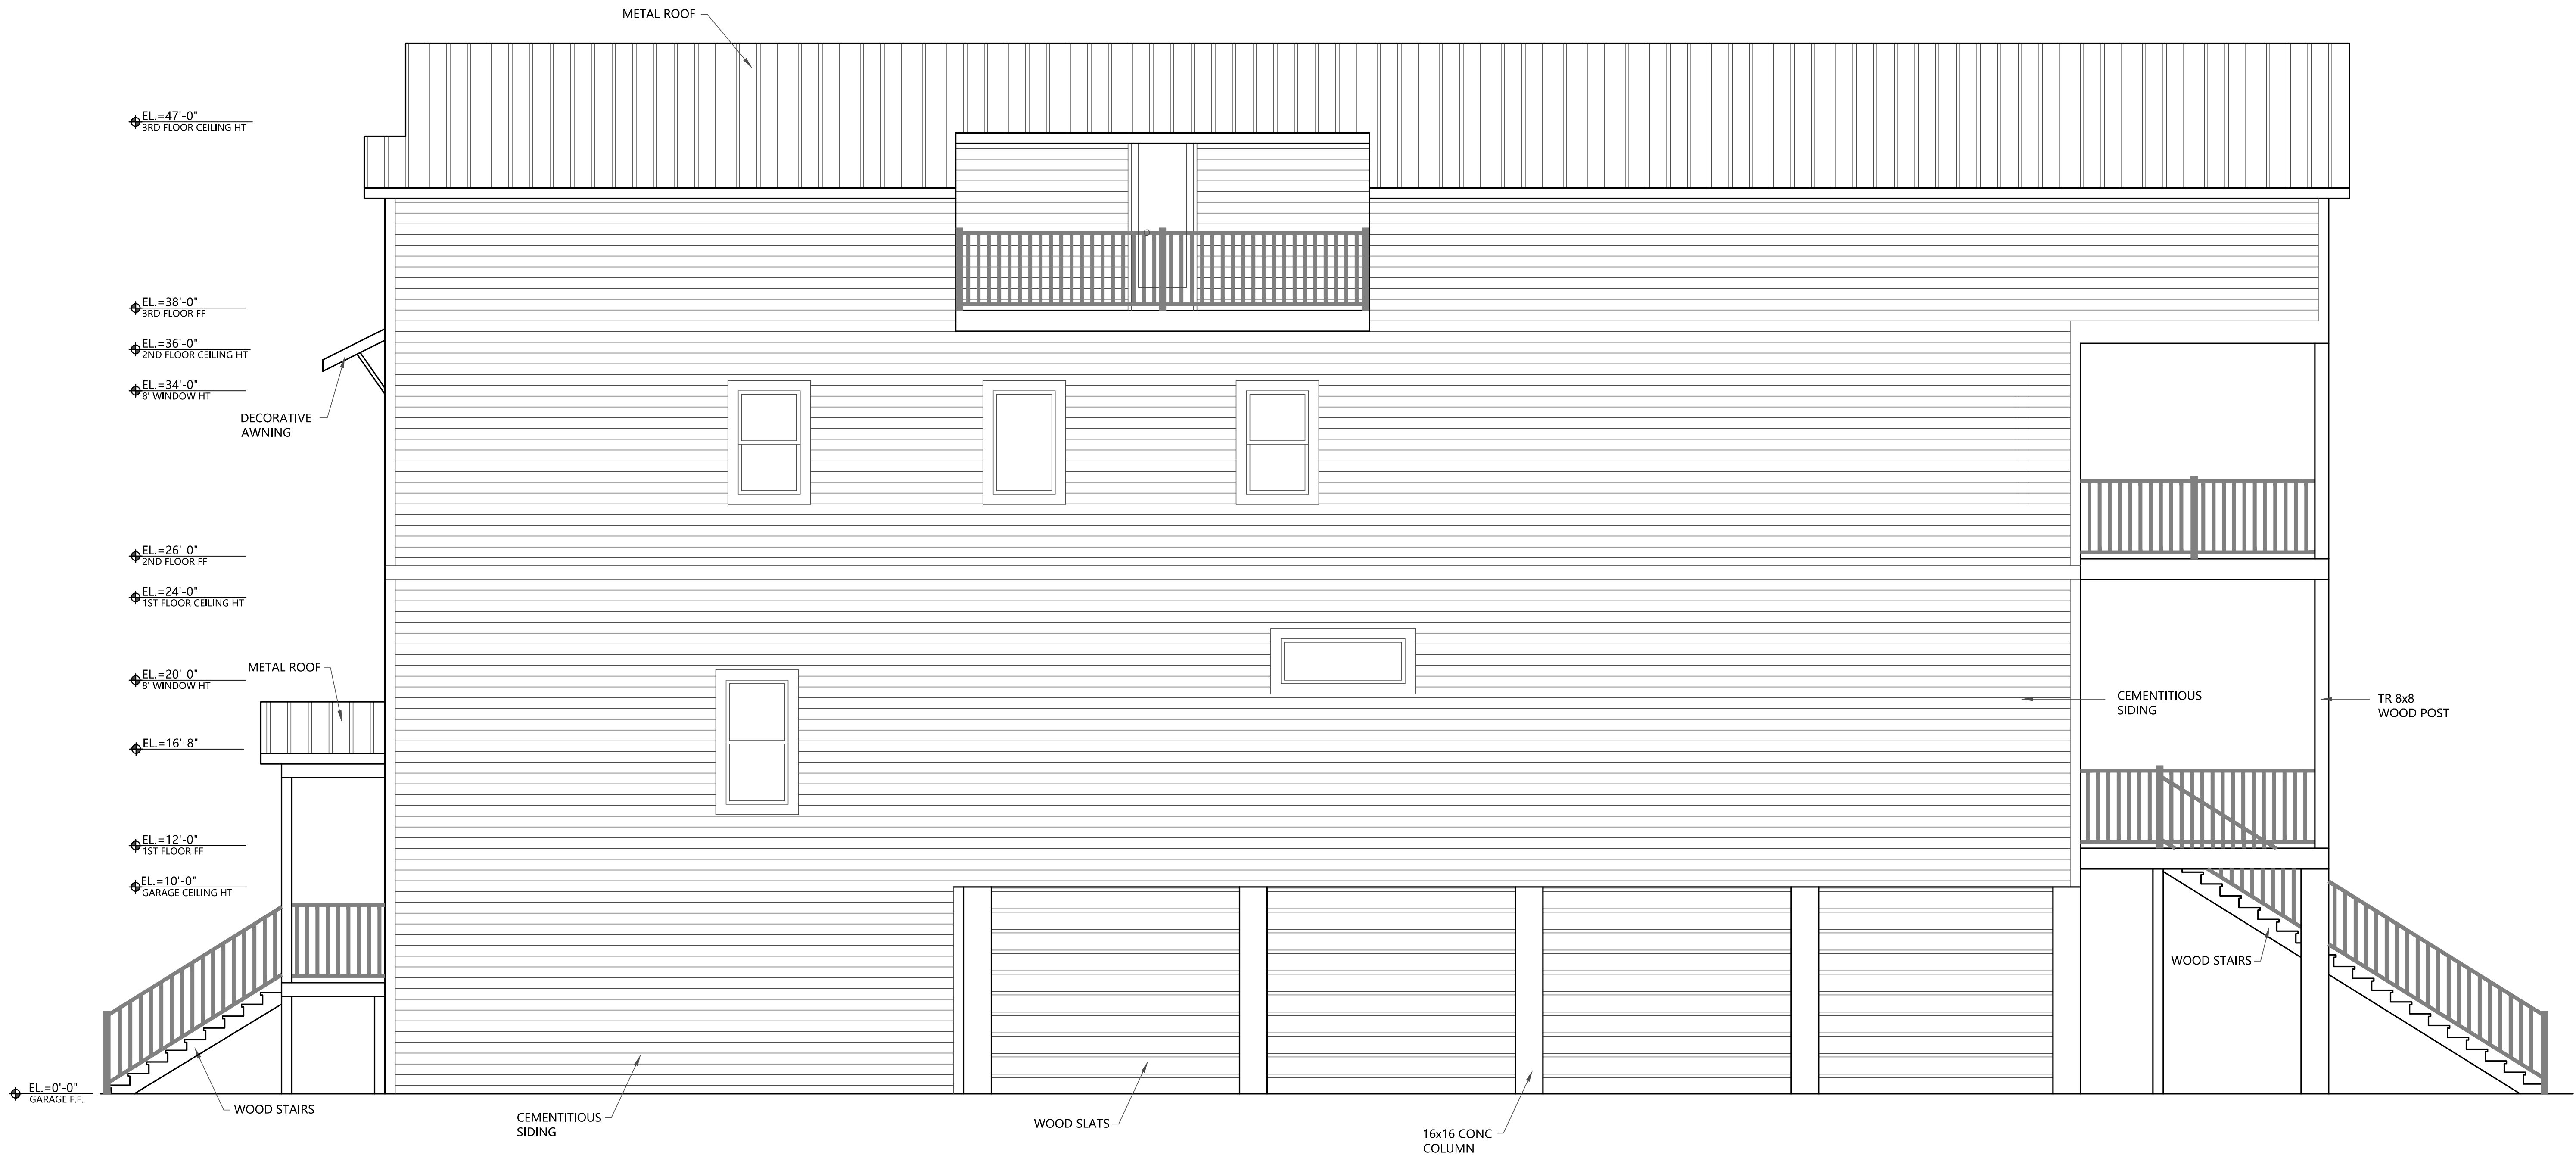 METAL ROOF
EL.=47'-0"
3RD FLOOR CEILING HT
EL.=38'-0"
3RD FLOOR FF
EL.=36'-0"
2ND FLOOR CEILING HT
EL.=34'-0"
8' WINDOW HT
DECORATIVE
AWNING
EL.=26'-0"
2ND FLOOR FF
EL.=24'-0"
1ST FLOOR CEILING HT
METAL ROOF
EL.=20'-0"
8' WINDOW HT
CEMENTITIOUS
SIDING
TR 8x8
WOOD POST
EL.=16'-8"
EL.=12'-0"
1ST FLOOR FF
EL.=10'-0"
GARAGE CEILING HT
WOOD STAIRS
EL.=0'-0"
GARAGE F.F.
WOOD STAIRS
CEMENTITIOUS
SIDING
WOOD SLATS
16x16 CONC
COLUMN